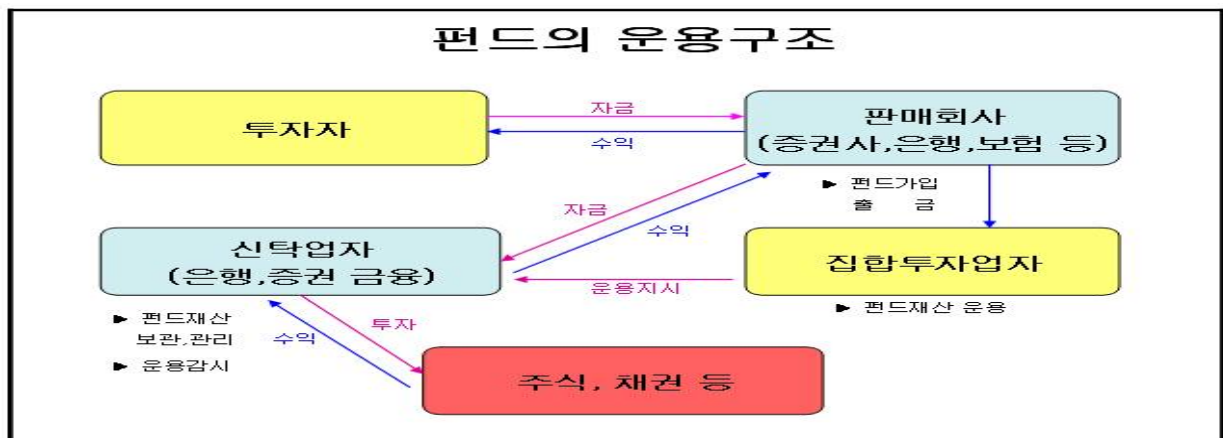 펀드의 운용구조
투자자
자금
수익
판매회사
(증권사,은행,보험 등)
▶ 펀드가입
출 금
자금
수익
신탁업자
(은행,증권 금융)
운용지시
집합투자업자
▶ 펀드재산 운용
▶ 펀드재산
보관,관리
▶ 운용감시
투자
수익
주식, 채권 등